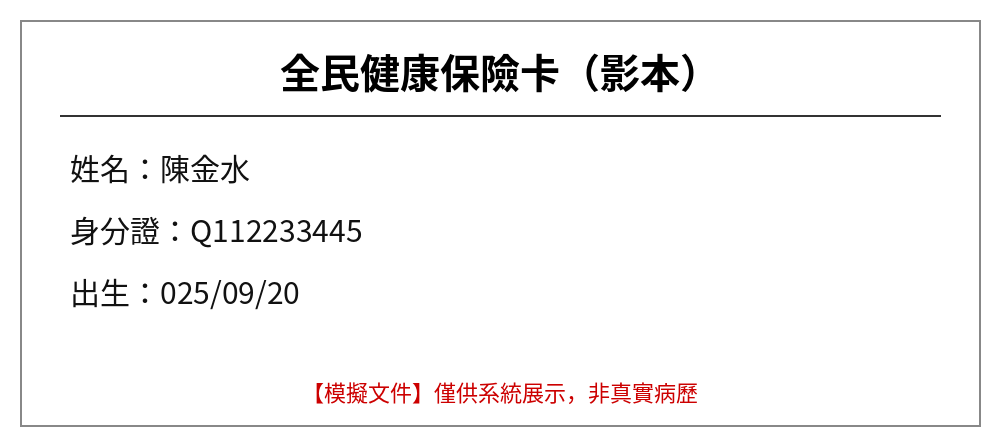 全民健康保險卡（影本）
姓名：陳金水
身分證：Q112233445
出生：025/09/20
【模擬文件】僅供系統展示，非真實病歷